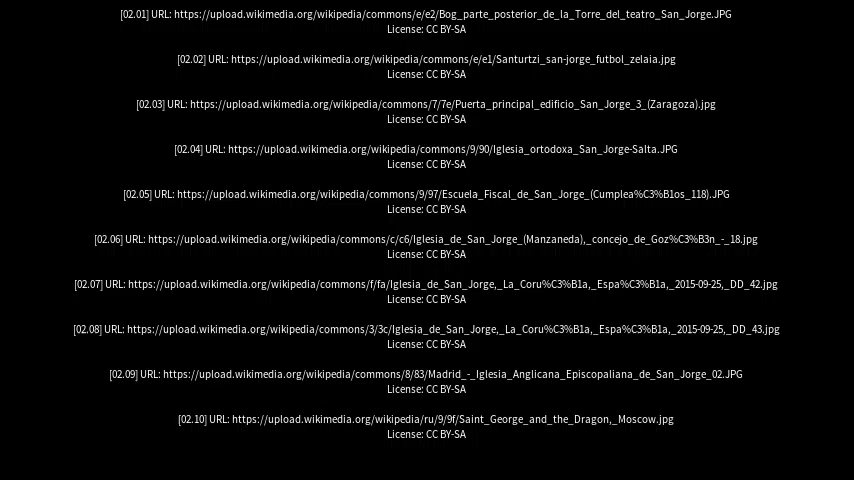 [02.01] URL: https://upload.wikimedia.org/wikipedia/commons/e/e2/Bog_parte_posterior_de_la_Torre_del_teatro_San_Jorge.JPG
License: CC BY-SA
[02.02] URL: https://upload.wikimedia.org/wikipedia/commons/e/e1/Santurtzi_san-jorge_futbol_zelaia.jpg
License: CC BY-SA
[02.03] URL: https://upload.wikimedia.org/wikipedia/commons/7/7e/Puerta_principal_edificio_San_Jorge_3_(Zaragoza).jpg
License: CC BY-SA
[02.04] URL: https://upload.wikimedia.org/wikipedia/commons/9/90/Iglesia_ortodoxa_San_Jorge-Salta.JPG
License: CC BY-SA
[02.05] URL: https://upload.wikimedia.org/wikipedia/commons/9/97/Escuela_Fiscal_de_San_Jorge_(Cumplea%C3%B1os_118).JPG
License: CC BY-SA
[02.06] URL: https://upload.wikimedia.org/wikipedia/commons/c/c6/Iglesia_de_San_Jorge_(Manzaneda),_concejo_de_Goz%C3%B3n_-_18.jpg
License: CC BY-SA
[02.07] URL: https://upload.wikimedia.org/wikipedia/commons/f/fa/Iglesia_de_San_Jorge,_La_Coru%C3%B1a,_Espa%C3%B1a,_2015-09-25,_DD_42.jpg
License: CC BY-SA
[02.08] URL: https://upload.wikimedia.org/wikipedia/commons/3/3c/Iglesia_de_San_Jorge,_La_Coru%C3%B1a,_Espa%C3%B1a,_2015-09-25,_DD_43.jpg
License: CC BY-SA
[02.09] URL: https://upload.wikimedia.org/wikipedia/commons/8/83/Madrid_-_Iglesia_Anglicana_Episcopaliana_de_San_Jorge_02.JPG
License: CC BY-SA
[02.10] URL: https://upload.wikimedia.org/wikipedia/ru/9/9f/Saint_George_and_the_Dragon,_Moscow.jpg
License: CC BY-SA